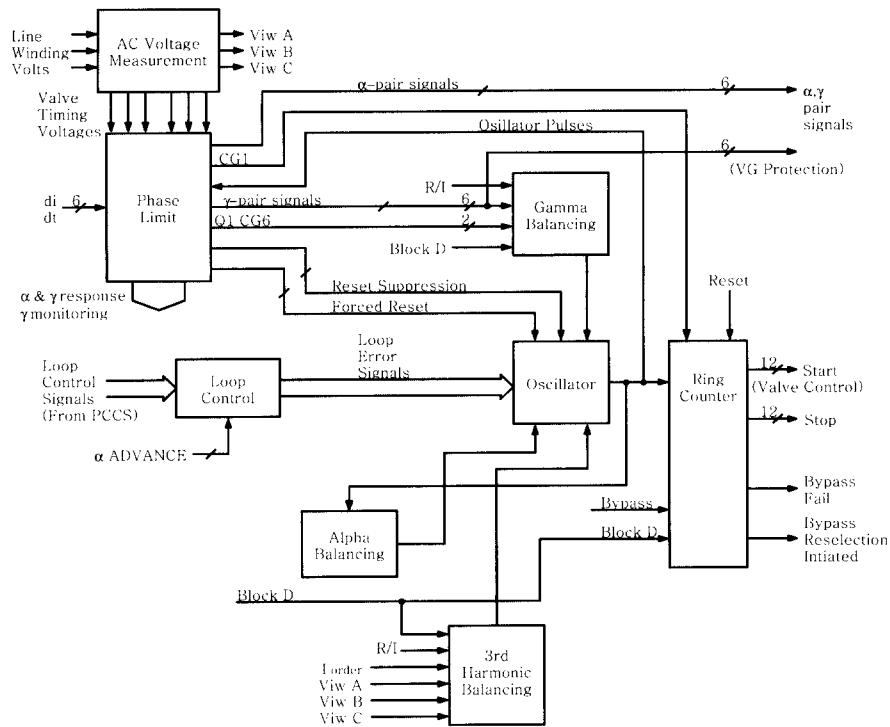 Line
Winding
Volts
AC Voltage
Measurement
Viw A
Viw B
Viw C
Valve
Timing
Voltages
α-pair signals
6
α,γ
pair
signals
Osillator Pulses
CG1
6
(VG Protection)
di
dt
6
Phase
Limit
R/I
γ-pair signals
6
Q1 CG6
2
Gamma
Balancing
Block D
α & γ response
γ monitoring
Reset Suppression
Forced Reset
Reset
Loop
Control
Signals
(From PCCS)
Loop
Control
Loop
Error
Signals
Oscillator
Ring
Counter
12
Start
(Valve Control)
12
Stop
α ADVANCE
Bypass
Fail
Bypass
Alpha
Balancing
Block D
Bypass
Reselection
Intiated
Block D
R/I
Iorder
Viw A
Viw B
Viw C
3rd
Harmonic
Balancing